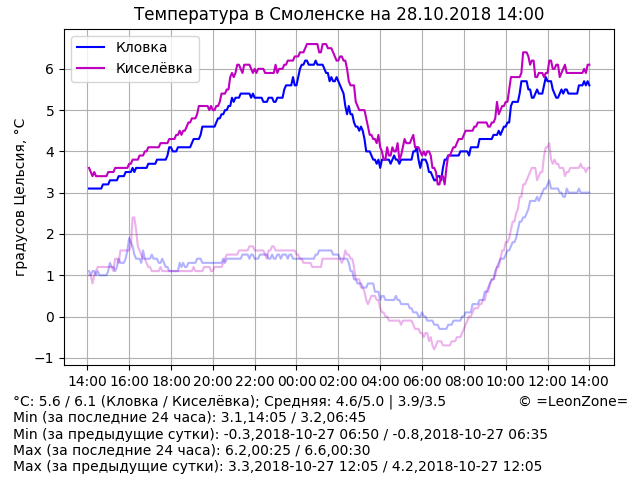 Температура в Смоленске на 28.10.2018 14:00
Кловка
Киселёвка
градусов Цельсия, °C
6
5
4
3
2
1
0
−1
14:00 16:00 18:00 20:00 22:00 00:00 02:00 04:00 06:00 08:00 10:00 12:00 14:00
°C: 5.6 / 6.1 (Кловка / Киселёвка); Средняя: 4.6/5.0 | 3.9/3.5 © =LeonZone=
Min (за последние 24 часа): 3.1,14:05 / 3.2,06:45
Min (за предыдущие сутки): -0.3,2018-10-27 06:50 / -0.8,2018-10-27 06:35
Max (за последние 24 часа): 6.2,00:25 / 6.6,00:30
Max (за предыдущие сутки): 3.3,2018-10-27 12:05 / 4.2,2018-10-27 12:05